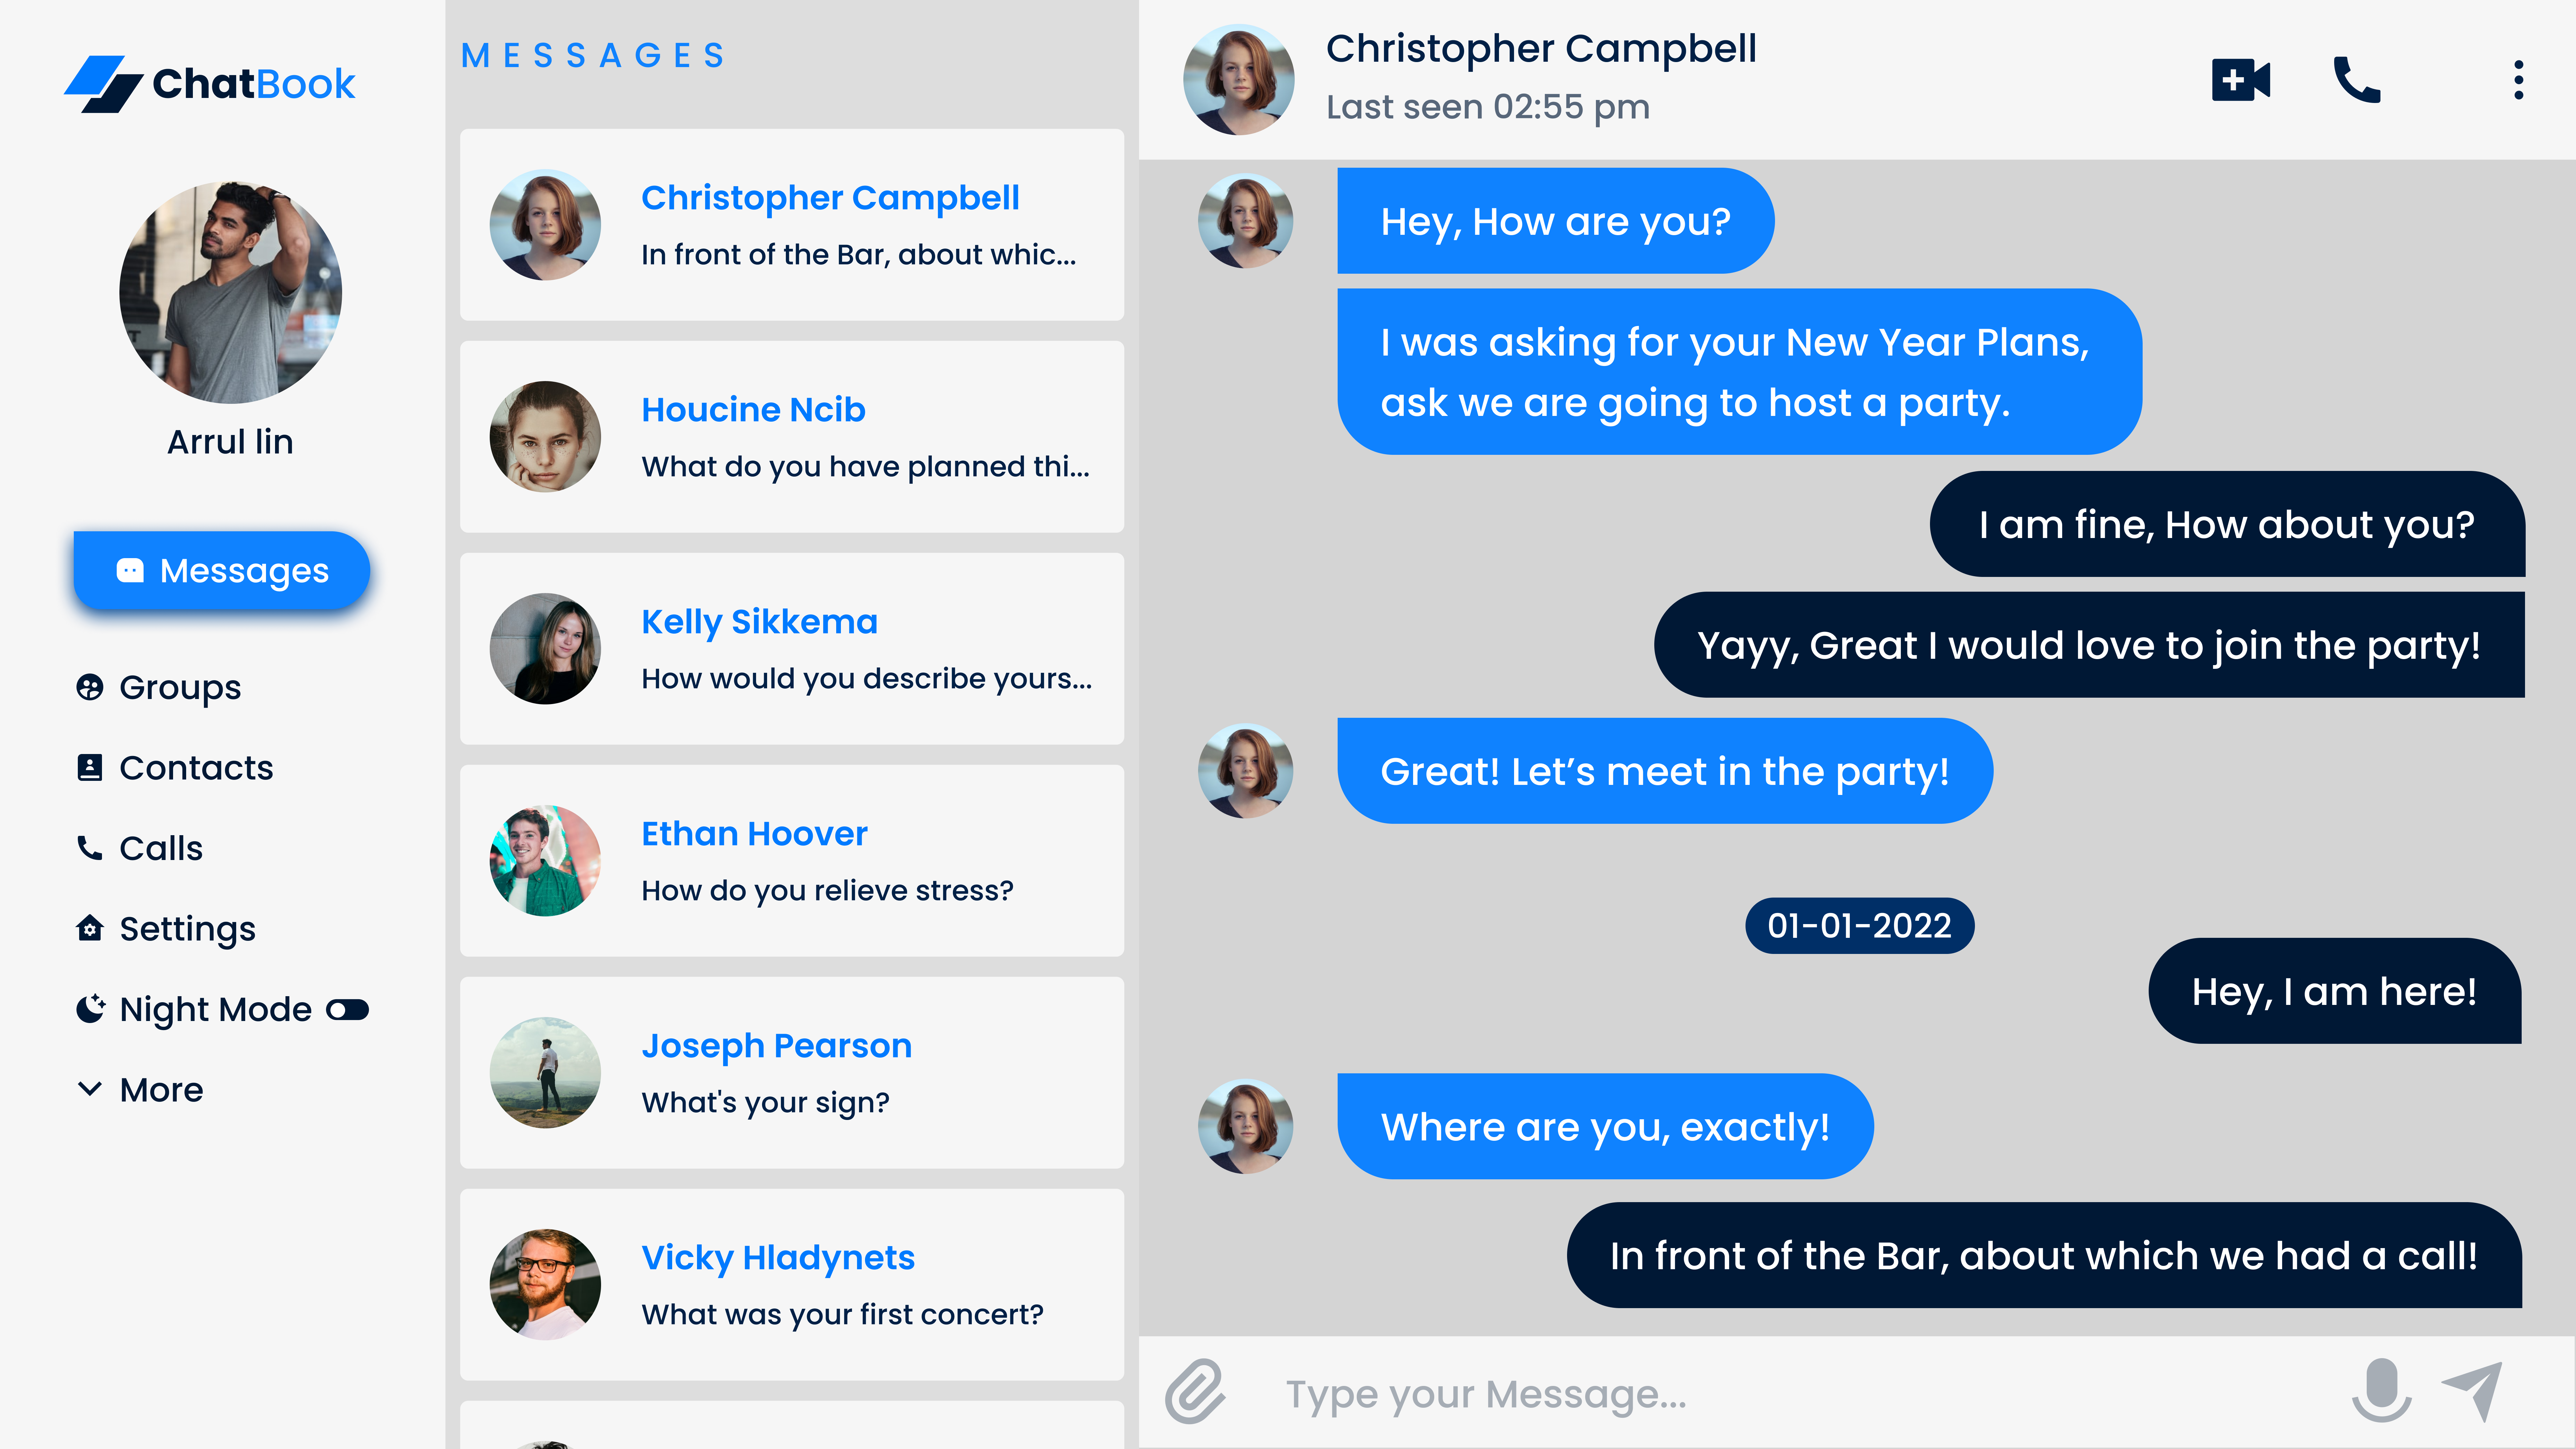 ChatBook
Arrul lin
Messages
Groups
Contacts
Calls
Settings
Night Mode
More
MESSAGES
Christopher Campbell
In front of the Bar, about whic...
Houcine Ncib
What do you have planned thi...
Kelly Sikkema
How would you describe yours...
Ethan Hoover
How do you relieve stress?
Joseph Pearson
What's your sign?
Vicky Hladynets
What was your first concert?
Christopher Campbell
Last seen 02:55 pm
Hey, How are you?
I was asking for your New Year Plans,
ask we are going to host a party.
I am fine, How about you?
Yayy, Great I would love to join the party!
Great! Let’s meet in the party!
01-01-2022
Hey, I am here!
Where are you, exactly!
In front of the Bar, about which we had a call!
Type your Message...